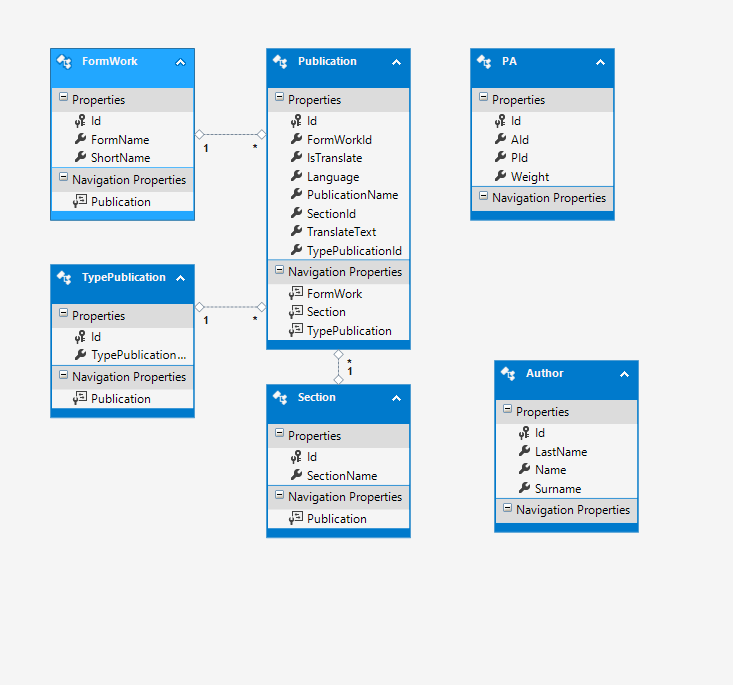 FormWork
Properties
Id
FormName
ShortName
Navigation Properties
Publication
1
*
Publication
Properties
Id
FormWorkId
IsTranslate
Language
PublicationName
SectionId
TranslateText
TypePublicationId
Navigation Properties
FormWork
Section
TypePublication
PA
Properties
Id
AId
PId
Weight
Navigation Properties
TypePublication
Properties
Id
TypePublication...
Navigation Properties
Publication
1
*
*
1
Section
Properties
Id
SectionName
Navigation Properties
Publication
Author
Properties
Id
LastName
Name
Surname
Navigation Properties